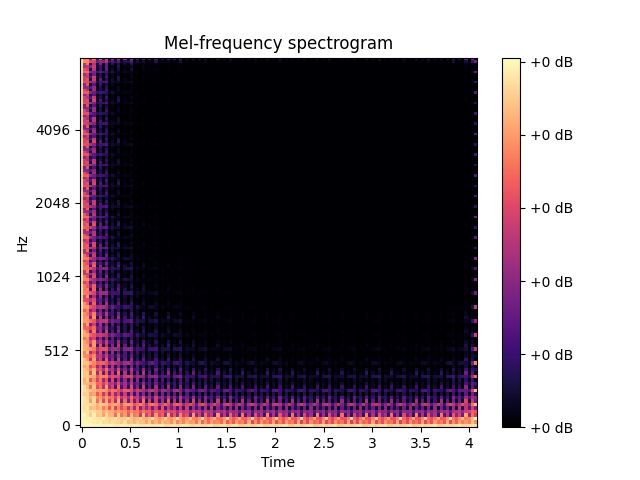 Mel-frequency spectrogram
Hz
4096
2048
1024
512
0
0 0.5 1 1.5 2 2.5 3 3.5 4
Time
+0 dB
+0 dB
+0 dB
+0 dB
+0 dB
+0 dB